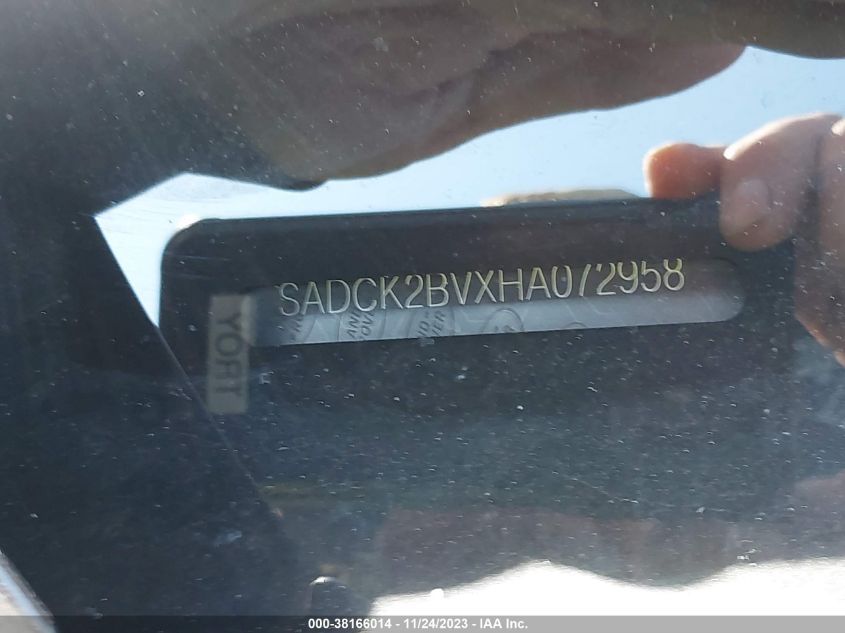 SADCK2BVXHA072958
YORT
000-38166014 - 11/24/2023 - IAA Inc.